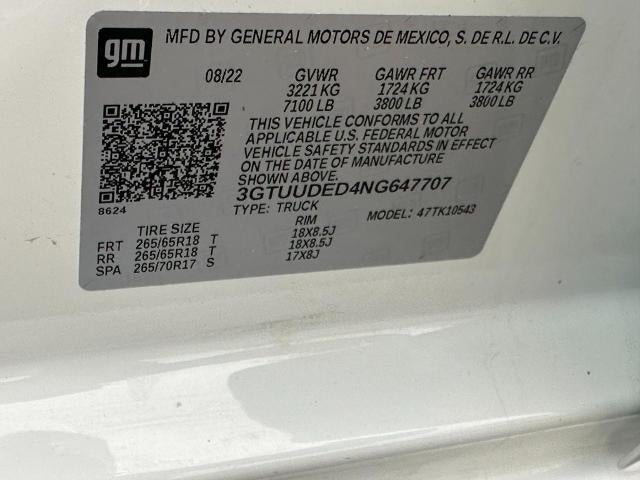 gm MFD BY GENERAL MOTORS DE MEXICO, S. DE R.L. DE C.V.
08/22 GVWR GAWR FRT GAWR RR
3221 KG 1724 KG 1724 KG
7100 LB 3800 LB 3800 LB
THIS VEHICLE CONFORMS TO ALL
APPLICABLE U.S. FEDERAL MOTOR
VEHICLE SAFETY STANDARDS IN EFFECT
ON THE DATE OF MANUFACTURE
SHOWN ABOVE.
3GTUUDED4NG647707
8624
TYPE: TRUCK MODEL: 47TK10543
TIRE SIZE RIM
FRT 265/65R18 T 18X8.5J
RR 265/65R18 T 18X8.5J
SPA 265/70R17 S 17X8J